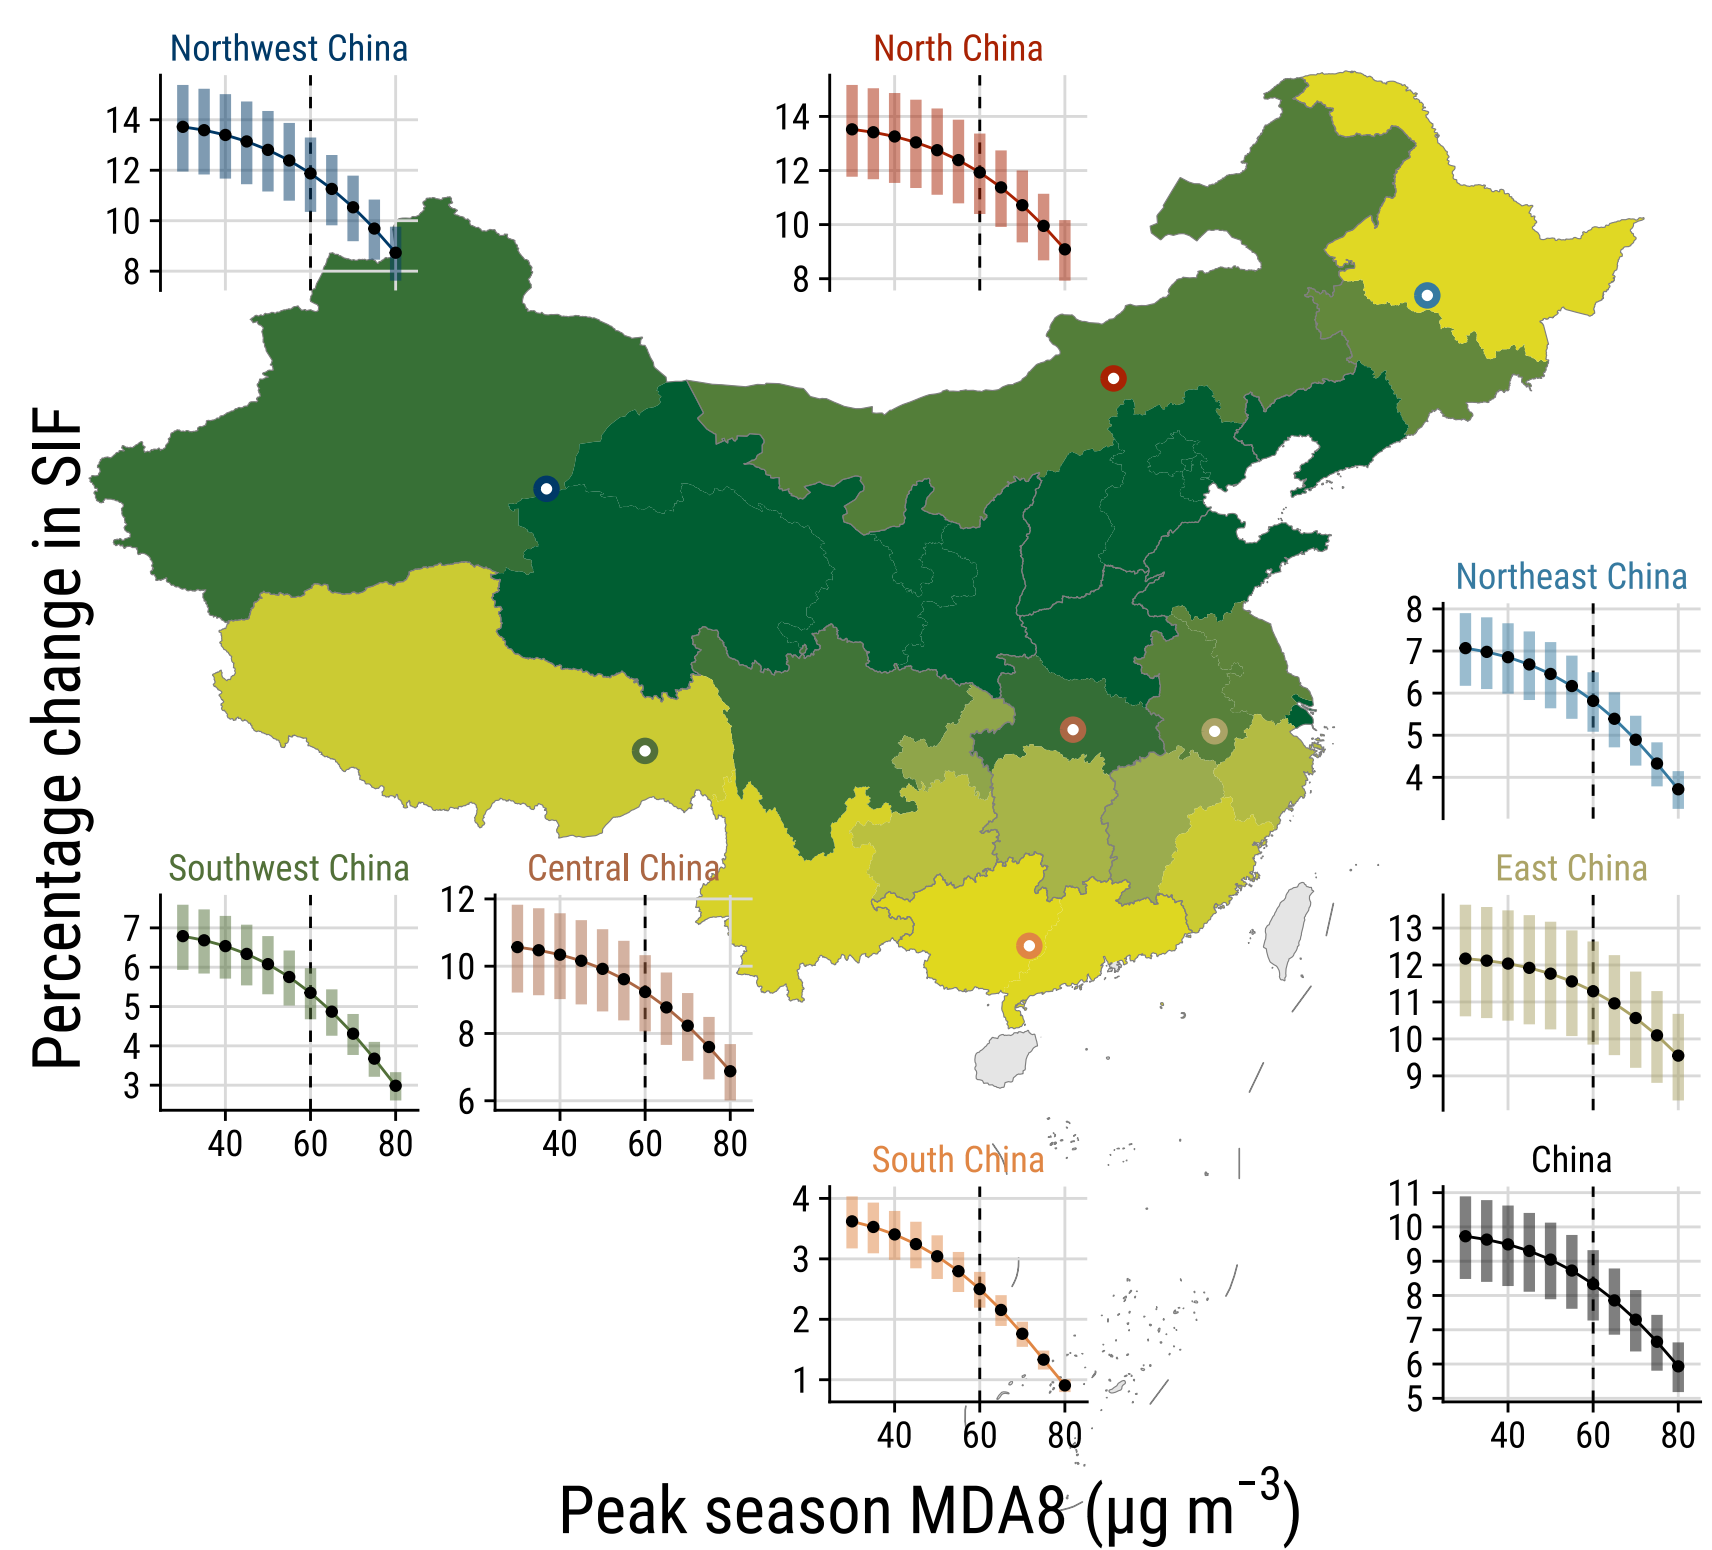 Northwest China
14
12
10
8
North China
14
12
10
8
Percentage change in SIF
Northeast China
8
7
6
5
4
Southwest China
7
6
5
4
3
40 60 80
Central China
12
10
8
6
40 60 80
East China
13
12
11
10
9
South China
4
3
2
1
40 60 80
China
11
10
9
8
7
6
5
40 60 80
Peak season MDA8 (µg m⁻³)